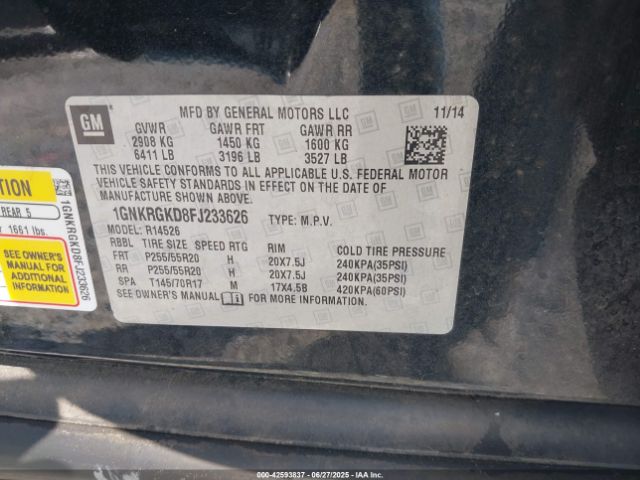 GM
MFD BY GENERAL MOTORS LLC 11/14
GVWR GAWR FRT GAWR RR
2908 KG 1450 KG 1600 KG
6411 LB 3196 LB 3527 LB
THIS VEHICLE CONFORMS TO ALL APPLICABLE U.S. FEDERAL MOTOR
VEHICLE SAFETY STANDARDS IN EFFECT ON THE DATE OF
MANUFACTURE SHOWN ABOVE.
1GNKRGKD8FJ233626 TYPE: M.P.V.
MODEL: R14526
RBBL TIRE SIZE SPEED RTG RIM COLD TIRE PRESSURE
FRT P255/55R20 H 20X7.5J 240KPA(35PSI)
RR P255/55R20 H 20X7.5J 240KPA(35PSI)
SPA T145/70R17 M 17X4.5B 420KPA(60PSI)
SEE OWNER'S MANUAL FOR MORE INFORMATION.
TION
REAR 5
1661 lbs.
SEE OWNER'S
MANUAL FOR
ADDITIONAL
INFORMATION
1GNKRGKD8FJ233626
000-42593837 - 06/27/2025 - IAAI.COM